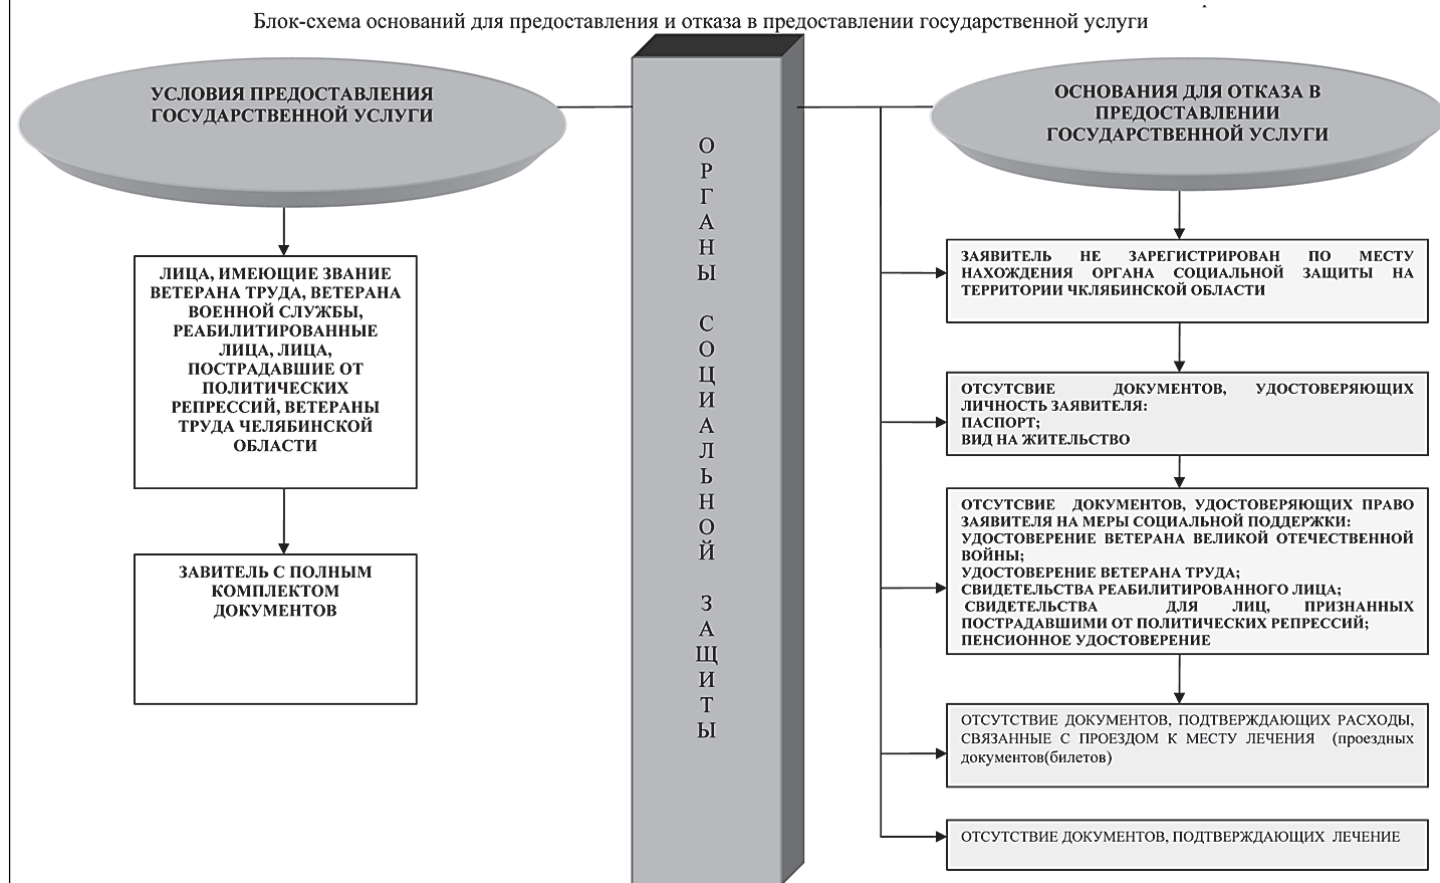 Блок-схема оснований для предоставления и отказа в предоставлении государственной услуги
УСЛОВИЯ ПРЕДОСТАВЛЕНИЯ
ГОСУДАРСТВЕННОЙ УСЛУГИ
ЛИЦА, ИМЕЮЩИЕ ЗВАНИЕ
ВЕТЕРАНА ТРУДА, ВЕТЕРАНА
ВОЕННОЙ СЛУЖБЫ,
РЕАБИЛИТИРОВАННЫЕ
ЛИЦА, ЛИЦА,
ПОСТРАДАВШИЕ ОТ
ПОЛИТИЧЕСКИХ
РЕПРЕССИЙ, ВЕТЕРАНЫ
ТРУДА ЧЕЛЯБИНСКОЙ
ОБЛАСТИ
ЗАВИТЕЛЬ С ПОЛНЫМ
КОМПЛЕКТОМ
ДОКУМЕНТОВ
ОРГАНЫ СОЦИАЛЬНОЙ ЗАЩИТЫ
ОСНОВАНИЯ ДЛЯ ОТКАЗА В
ПРЕДОСТАВЛЕНИИ
ГОСУДАРСТВЕННОЙ УСЛУГИ
ЗАЯВИТЕЛЬ НЕ ЗАРЕГИСТРИРОВАН ПО МЕСТУ
НАХОЖДЕНИЯ ОРГАНА СОЦИАЛЬНОЙ ЗАЩИТЫ НА
ТЕРРИТОРИИ ЧКЛЯБИНСКОЙ ОБЛАСТИ
ОТСУТСВИЕ ДОКУМЕНТОВ, УДОСТОВЕРЯЮЩИХ
ЛИЧНОСТЬ ЗАЯВИТЕЛЯ:
ПАСПОРТ;
ВИД НА ЖИТЕЛЬСТВО
ОТСУТСВИЕ ДОКУМЕНТОВ, УДОСТОВЕРЯЮЩИХ ПРАВО
ЗАЯВИТЕЛЯ НА МЕРЫ СОЦИАЛЬНОЙ ПОДДЕРЖКИ:
УДОСТОВЕРЕНИЕ ВЕТЕРАНА ВЕЛИКОЙ ОТЕЧЕСТВЕННОЙ
ВОЙНЫ;
УДОСТОВЕРЕНИЕ ВЕТЕРАНА ТРУДА;
СВИДЕТЕЛЬСТВА РЕАБИЛИТИРОВАННОГО ЛИЦА;
СВИДЕТЕЛЬСТВА ДЛЯ ЛИЦ, ПРИЗНАННЫХ
ПОСТРАДАВШИМИ ОТ ПОЛИТИЧЕСКИХ РЕПРЕССИЙ;
ПЕНСИОННОЕ УДОСТОВЕРЕНИЕ
ОТСУТСТВИЕ ДОКУМЕНТОВ, ПОДТВЕРЖДАЮЩИХ РАСХОДЫ,
СВЯЗАННЫЕ С ПРОЕЗДОМ К МЕСТУ ЛЕЧЕНИЯ (проездных
документов(билетов)
ОТСУТСТВИЕ ДОКУМЕНТОВ, ПОДТВЕРЖДАЮЩИХ ЛЕЧЕНИЕ